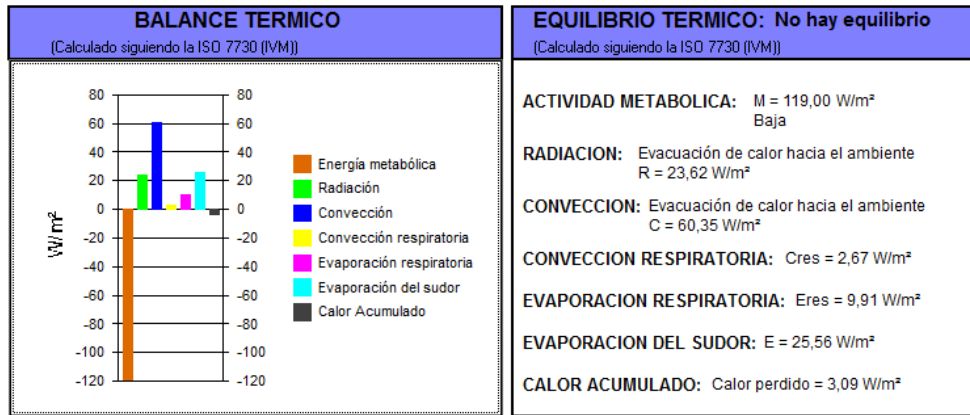 BALANCE TERMICO
(Calculado siguiendo la ISO 7730 (IVM))
80
60
40
20
0
-20
-40
-60
-80
-100
-120
W/m²
80
60
40
20
0
-20
-40
-60
-80
-100
-120
Energía metabólica
Radiación
Convección
Convección respiratoria
Evaporación respiratoria
Evaporación del sudor
Calor Acumulado
EQUILIBRIO TERMICO: No hay equilibrio
(Calculado siguiendo la ISO 7730 (IVM))
ACTIVIDAD METABOLICA: M = 119,00 W/m²
Baja
RADIACION: Evacuación de calor hacia el ambiente
R = 23,62 W/m²
CONVECCION: Evacuación de calor hacia el ambiente
C = 60,35 W/m²
CONVECCION RESPIRATORIA: Cres = 2,67 W/m²
EVAPORACION RESPIRATORIA: Eres = 9,91 W/m²
EVAPORACION DEL SUDOR: E = 25,56 W/m²
CALOR ACUMULADO: Calor perdido = 3,09 W/m²